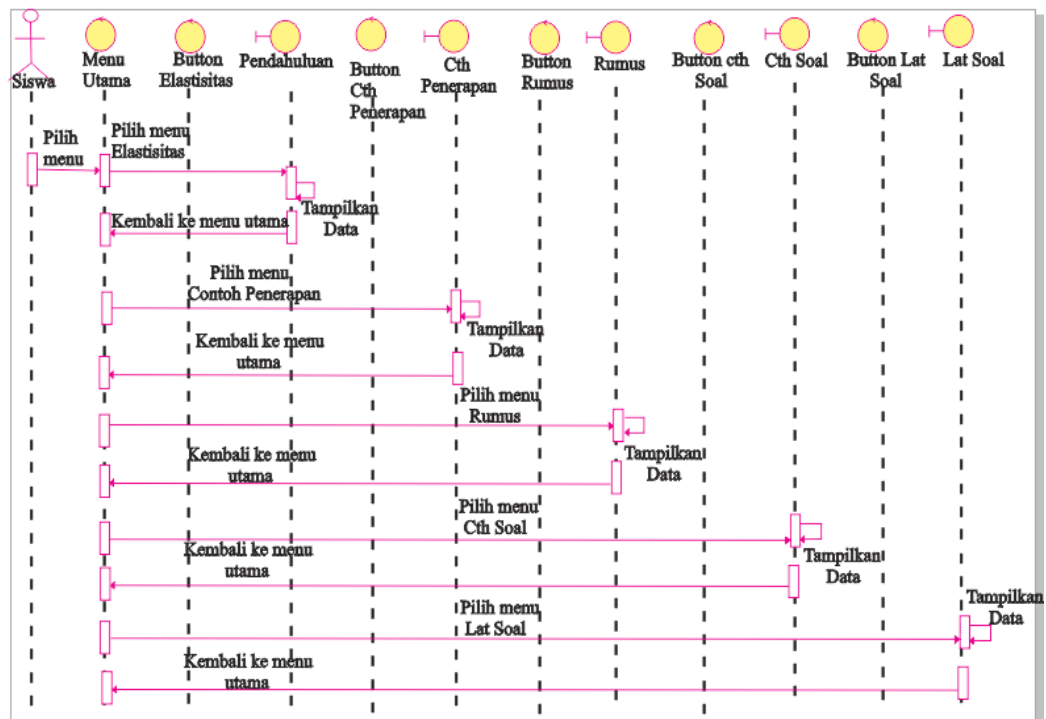 Siswa
Menu
Utama
Button
Elastisitas
Pendahuluan
Button
Cth
Penerapan
Cth
Penerapan
Button
Rumus
Rumus
Button cth
Soal
Cth Soal
Button Lat
Soal
Lat Soal
Pilih
menu
Pilih menu
Elastisitas
Tampilkan
Data
Kembali ke menu utama
Pilih menu
Contoh Penerapan
Tampilkan
Data
Kembali ke menu
utama
Pilih menu
Rumus
Tampilkan
Data
Kembali ke menu
utama
Pilih menu
Cth Soal
Tampilkan
Data
Kembali ke menu
utama
Pilih menu
Lat Soal
Tampilkan
Data
Kembali ke menu
utama